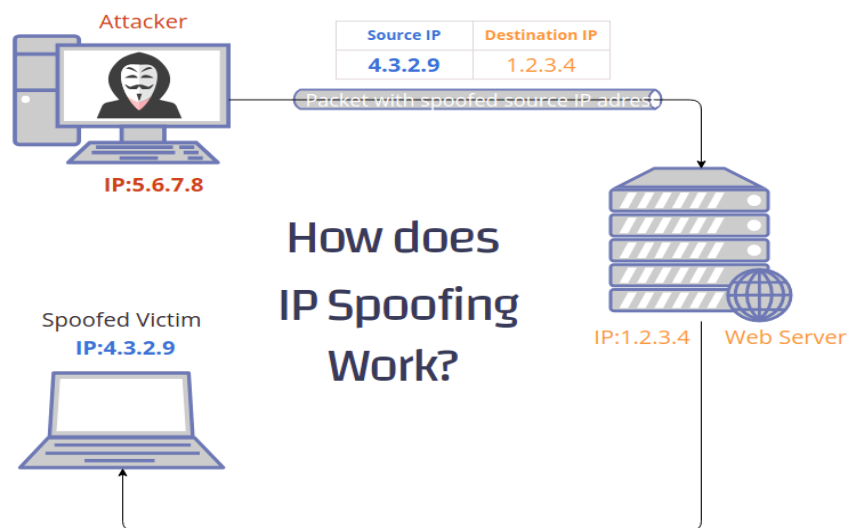 Attacker
Source IP Destination IP
4.3.2.9 1.2.3.4
Packet with spoofed source IP adress
IP:5.6.7.8
How does
IP Spoofing
Work?
Spoofed Victim
IP:4.3.2.9
IP:1.2.3.4 Web Server